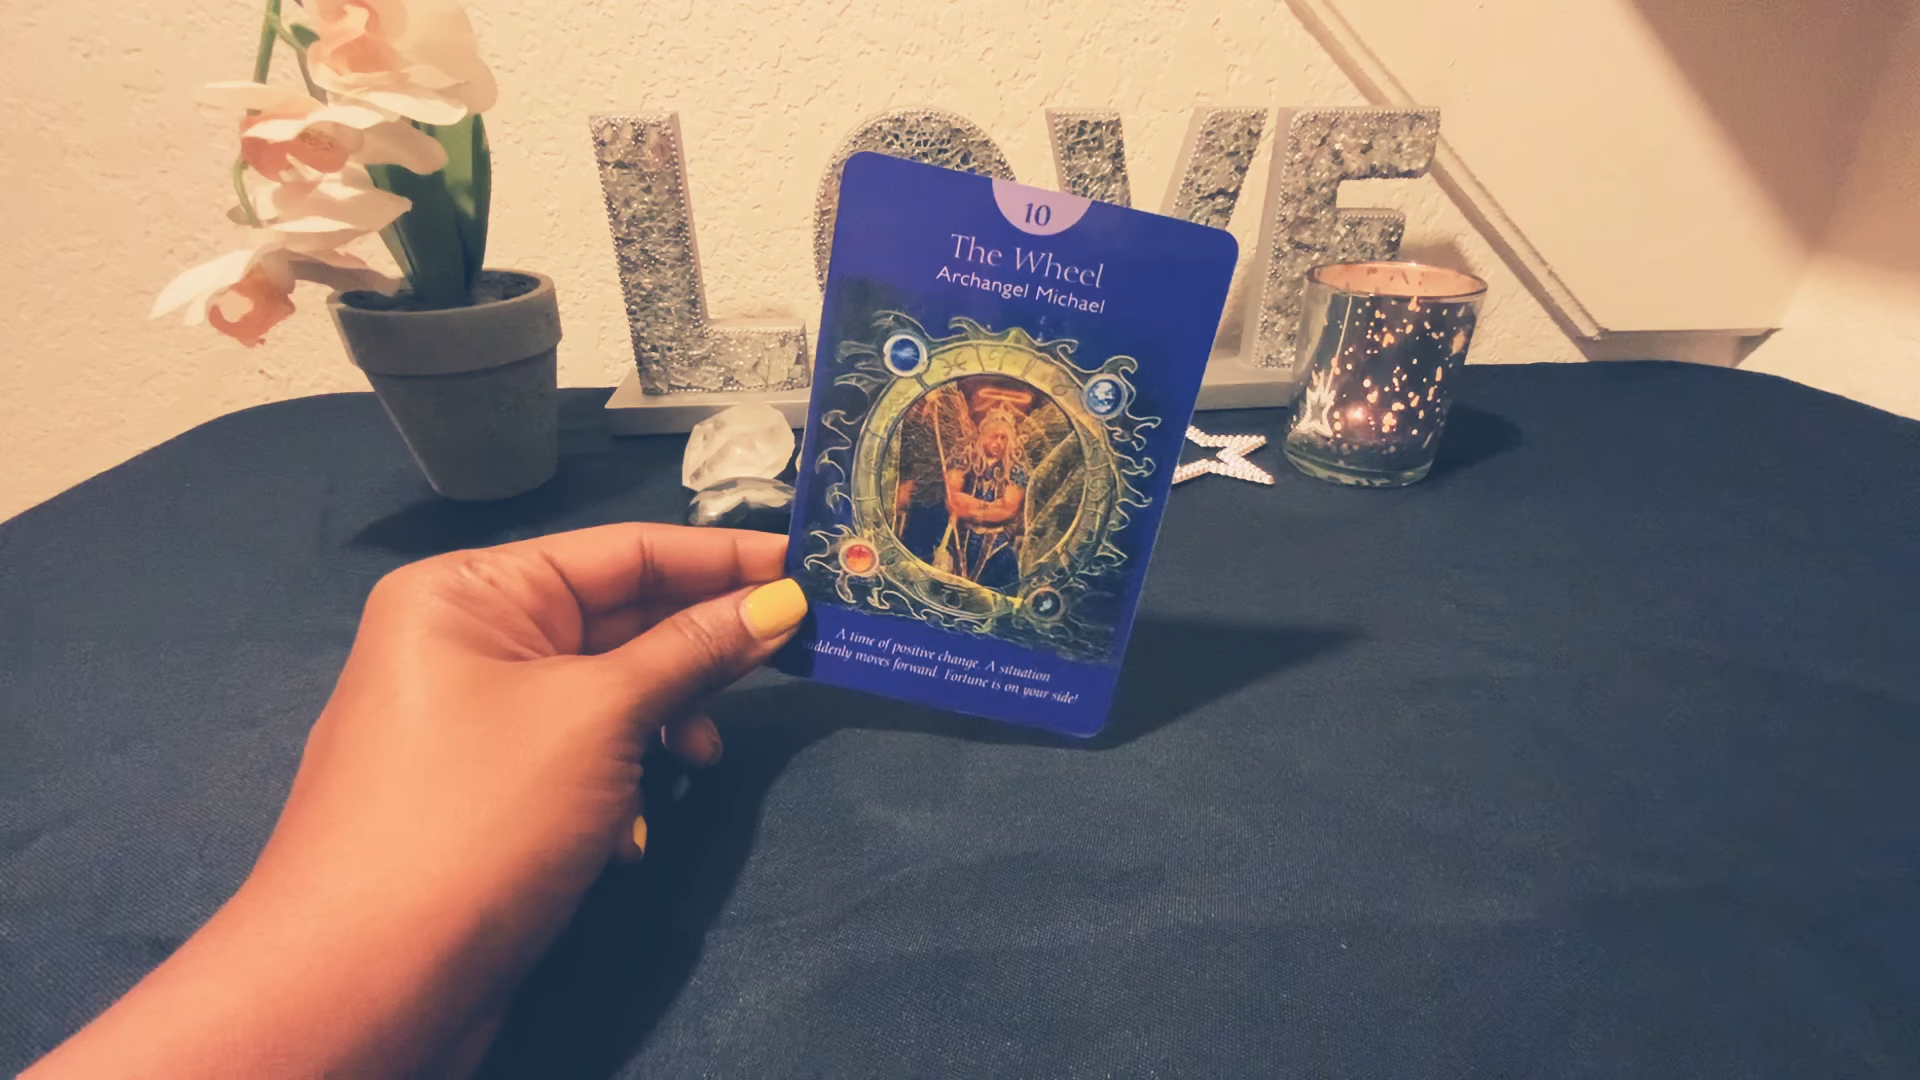 LOVE
10
The Wheel
Archangel Michael
A time of positive change. A situation
suddenly moves forward. Fortune is on your side!